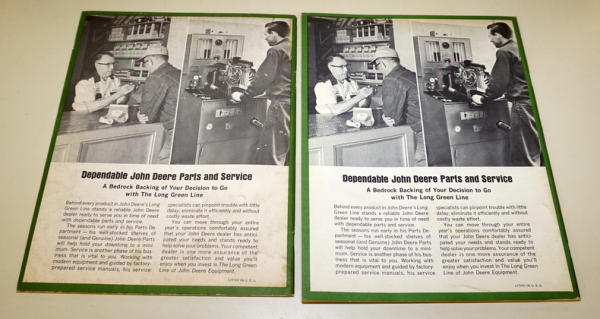 Dependable John Deere Parts and Service
A Bedrock Backing of Your Decision to Go
with The Long Green Line
Behind every product in John Deere's Long
Green Line stands a reliable John Deere
dealer ready to serve you in time of need
with dependable parts and service.
The seasons run early in his Parts De-
partment — his well-stocked shelves of
seasonal (and Genuine) John Deere Parts
will help hold your downtime to a mini-
mum. Service is another phase of his busi-
ness that is vital to you. Working with
modern equipment and guided by factory-
prepared service manuals, his service
specialists can pinpoint trouble with little
delay, eliminate it efficiently and without
costly waste effort.
You can move through your entire
year's operations comfortably assured
that your John Deere dealer has antici-
pated your needs and stands ready to
help solve your problems. Your competent
dealer is one more assurance of the
greater satisfaction and value you'll
enjoy when you invest in The Long Green
Line of John Deere Equipment.
LITHO IN U. S. A.
Dependable John Deere Parts and Service
A Bedrock Backing of Your Decision to Go
with The Long Green Line
Behind every product in John Deere's Long
Green Line stands a reliable John Deere
dealer ready to serve you in time of need
with dependable parts and service.
The seasons run early in his Parts De-
partment — his well-stocked shelves of
seasonal (and Genuine) John Deere Parts
will help hold your downtime to a mini-
mum. Service is another phase of his busi-
ness that is vital to you. Working with
modern equipment and guided by factory-
prepared service manuals, his service
specialists can pinpoint trouble with little
delay, eliminate it efficiently and without
costly waste effort.
You can move through your entire
year's operations comfortably assured
that your John Deere dealer has antici-
pated your needs and stands ready to
help solve your problems. Your competent
dealer is one more assurance of the
greater satisfaction and value you'll
enjoy when you invest in The Long Green
Line of John Deere Equipment.
LITHO IN U. S. A.